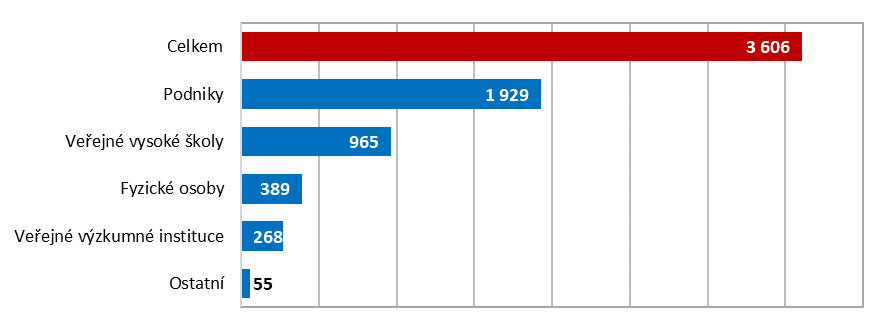 Celkem 3 606
Podniky 1 929
Veřejné vysoké školy 965
Fyzické osoby 389
Veřejné výzkumné instituce 268
Ostatní 55